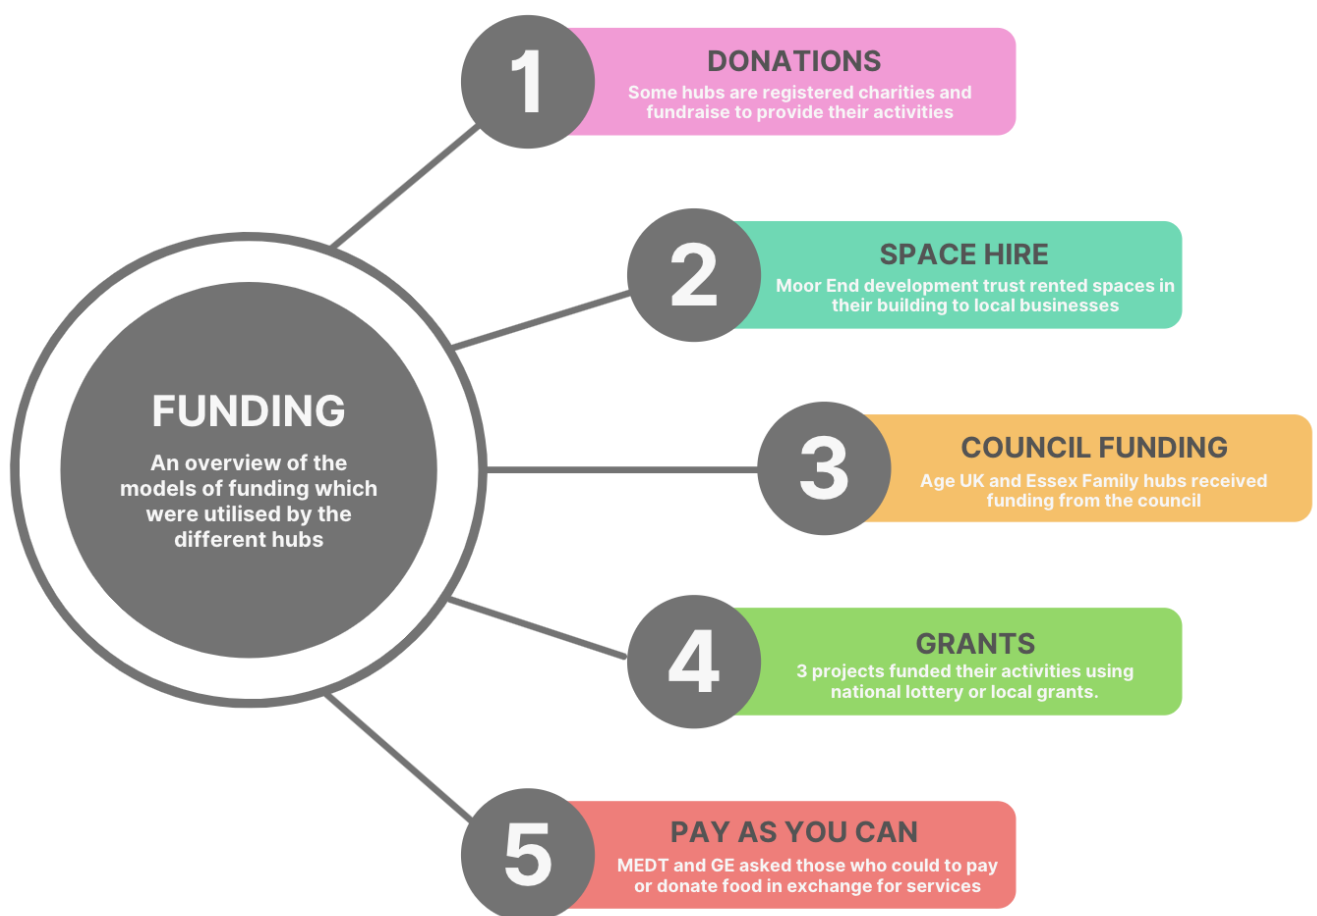 FUNDING
An overview of the
models of funding which
were utilised by the
different hubs
1
DONATIONS
Some hubs are registered charities and
fundraise to provide their activities
2
SPACE HIRE
Moor End development trust rented spaces in
their building to local businesses
3
COUNCIL FUNDING
Age UK and Essex Family hubs received
funding from the council
4
GRANTS
3 projects funded their activities using
national lottery or local grants.
5
PAY AS YOU CAN
MEDT and GE asked those who could to pay
or donate food in exchange for services